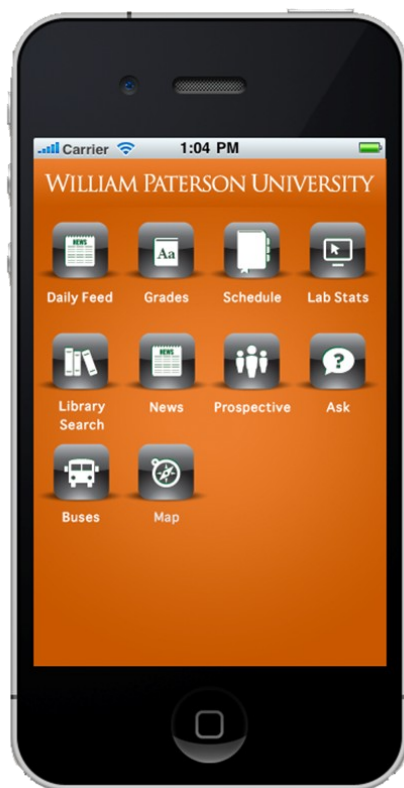 Carrier 1:04 PM
WILLIAM PATERSON UNIVERSITY
NEWS
Aa
Daily Feed Grades Schedule Lab Stats
NEWS
?
Library
Search
News Prospective Ask
Buses Map